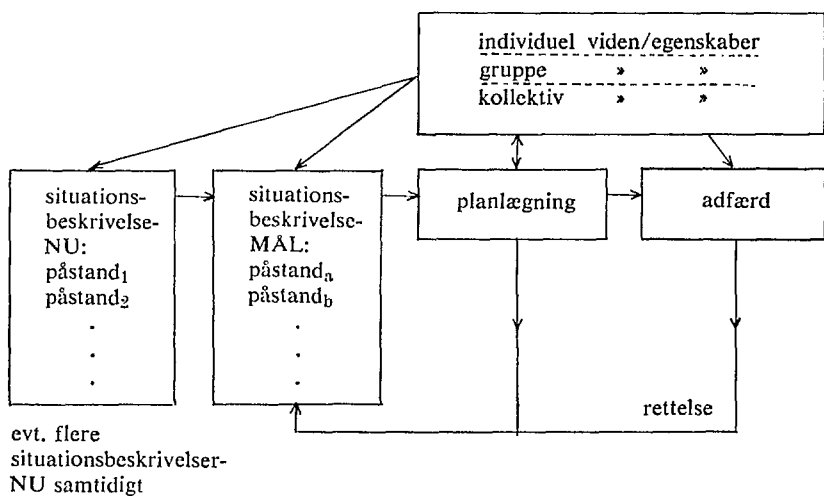 individuel viden/egenskaber
gruppe » »
kollektiv » »
situations-
beskrivelse-
NU:
påstand₁
påstand₂
.
.
.
situations-
beskrivelse-
MÅL:
påstandₐ
påstand_b
.
.
.
planlægning
adfærd
rettelse
evt. flere
situationsbeskrivelser-
NU samtidigt